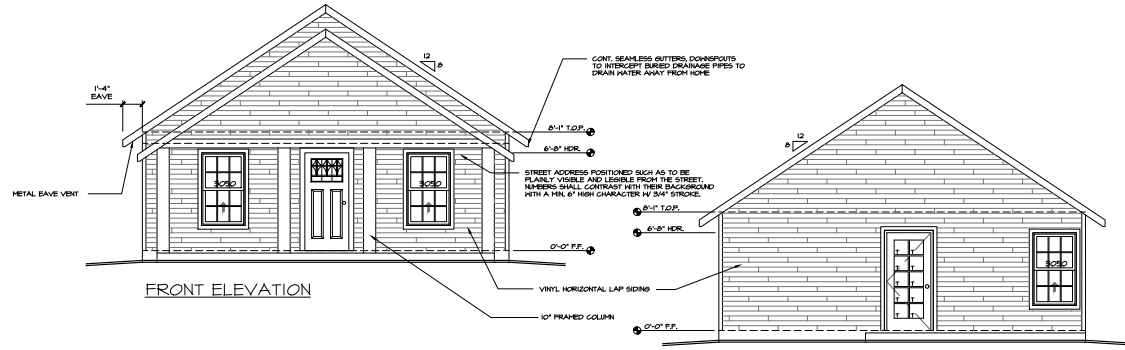 12
8
CONT. SEAMLESS GUTTERS, DOWNSPOUTS
TO INTERCEPT BURIED DRAINAGE PIPES TO
DRAIN WATER AWAY FROM HOME
1'-4"
EAVE
8'-1" T.O.P.
6'-8" HDR.
3050
3050
STREET ADDRESS POSITIONED SUCH AS TO BE
PLAINLY VISIBLE AND LEGIBLE FROM THE STREET.
NUMBERS SHALL CONTRAST WITH THEIR BACKGROUND
WITH A MIN. 6" HIGH CHARACTER W/ 3/4" STROKE.
METAL EAVE VENT
0'-0" F.F.
FRONT ELEVATION
VINYL HORIZONTAL LAP SIDING
10" FRAMED COLUMN
12
8
8'-1" T.O.P.
6'-8" HDR.
3050
T T
T T
T T
T T
T T
0'-0" F.F.